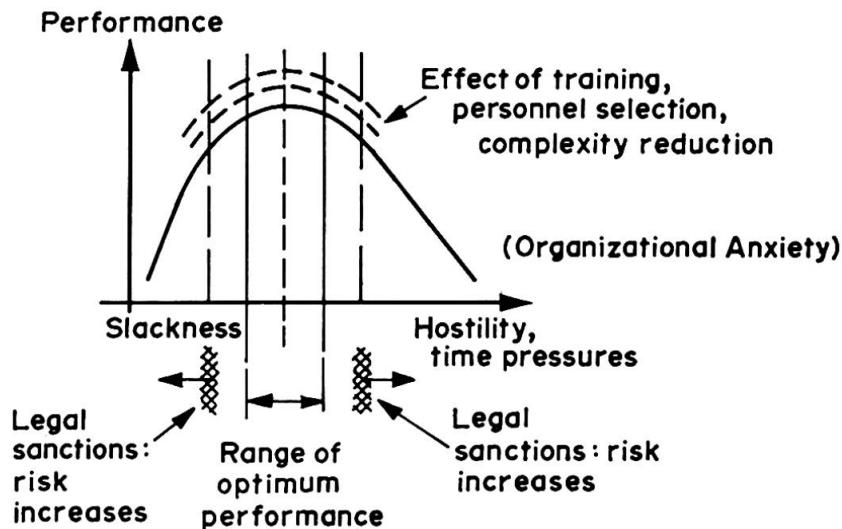 Performance
Effect of training,
personnel selection,
complexity reduction
(Organizational Anxiety)
Slackness
Hostility,
time pressures
Legal
sanctions:
risk
increases
Range of
optimum
performance
Legal
sanctions: risk
increases